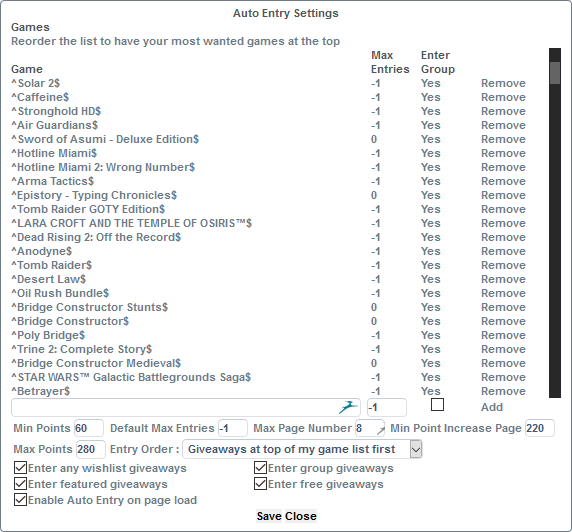 Auto Entry Settings
Games
Reorder the list to have your most wanted games at the top
Max Enter
Game Entries Group
^Solar 2$ -1 Yes Remove
^Caffeine$ -1 Yes Remove
^Stronghold HD$ -1 Yes Remove
^Air Guardians$ -1 Yes Remove
^Sword of Asumi - Deluxe Edition$ 0 Yes Remove
^Hotline Miami$ -1 Yes Remove
^Hotline Miami 2: Wrong Number$ -1 Yes Remove
^Arma Tactics$ -1 Yes Remove
^Epistory - Typing Chronicles$ 0 Yes Remove
^Tomb Raider GOTY Edition$ -1 Yes Remove
^LARA CROFT AND THE TEMPLE OF OSIRIS™$ -1 Yes Remove
^Dead Rising 2: Off the Record$ -1 Yes Remove
^Anodyne$ -1 Yes Remove
^Tomb Raider$ -1 Yes Remove
^Desert Law$ -1 Yes Remove
^Oil Rush Bundle$ -1 Yes Remove
^Bridge Constructor Stunts$ 0 Yes Remove
^Bridge Constructor$ 0 Yes Remove
^Poly Bridge$ -1 Yes Remove
^Trine 2: Complete Story$ -1 Yes Remove
^Bridge Constructor Medieval$ 0 Yes Remove
^STAR WARS™ Galactic Battlegrounds Saga$ -1 Yes Remove
^Betrayer$ -1 Yes Remove
-1 Add
Min Points 60 Default Max Entries -1 Max Page Number 8 Min Point Increase Page 220
Max Points 280 Entry Order : Giveaways at top of my game list first
Enter any wishlist giveaways Enter group giveaways
Enter featured giveaways Enter free giveaways
Enable Auto Entry on page load
Save Close